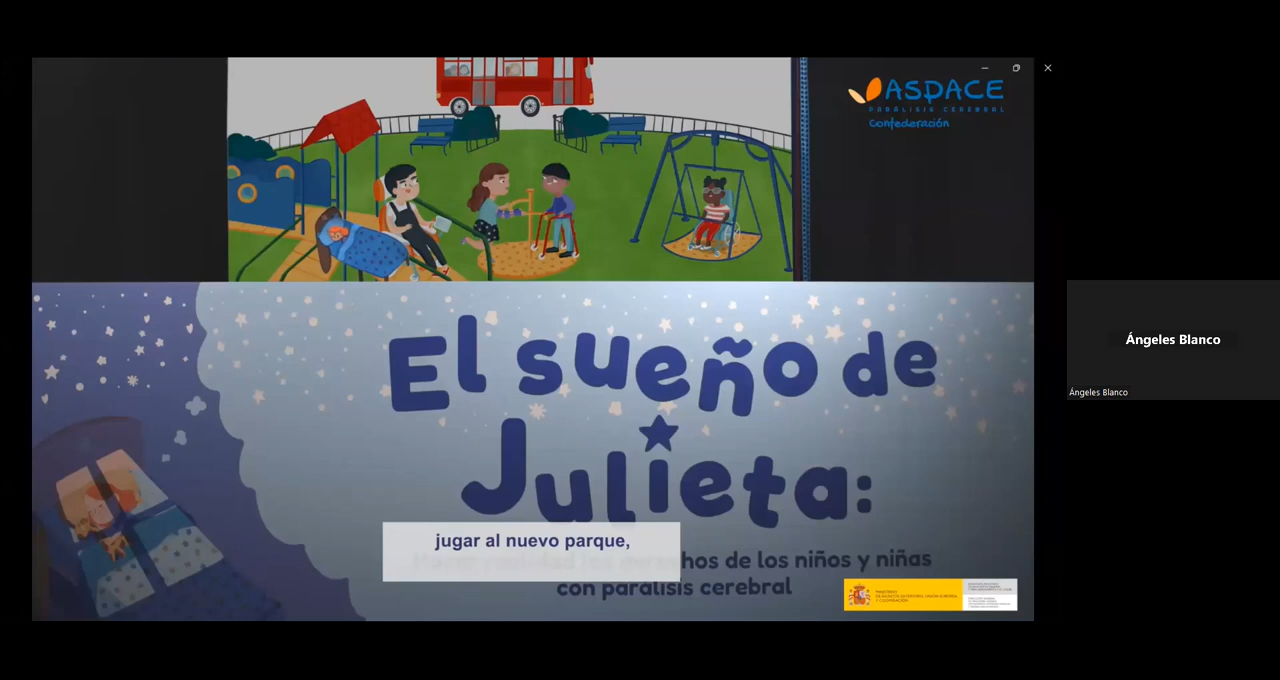 ASPACE
PARÁLISIS CEREBRAL
Confederación
El sueño de
Julieta:
jugar al nuevo parque,
chos de los niños y niñas
con parálisis cerebral
Ángeles Blanco
Ángeles Blanco